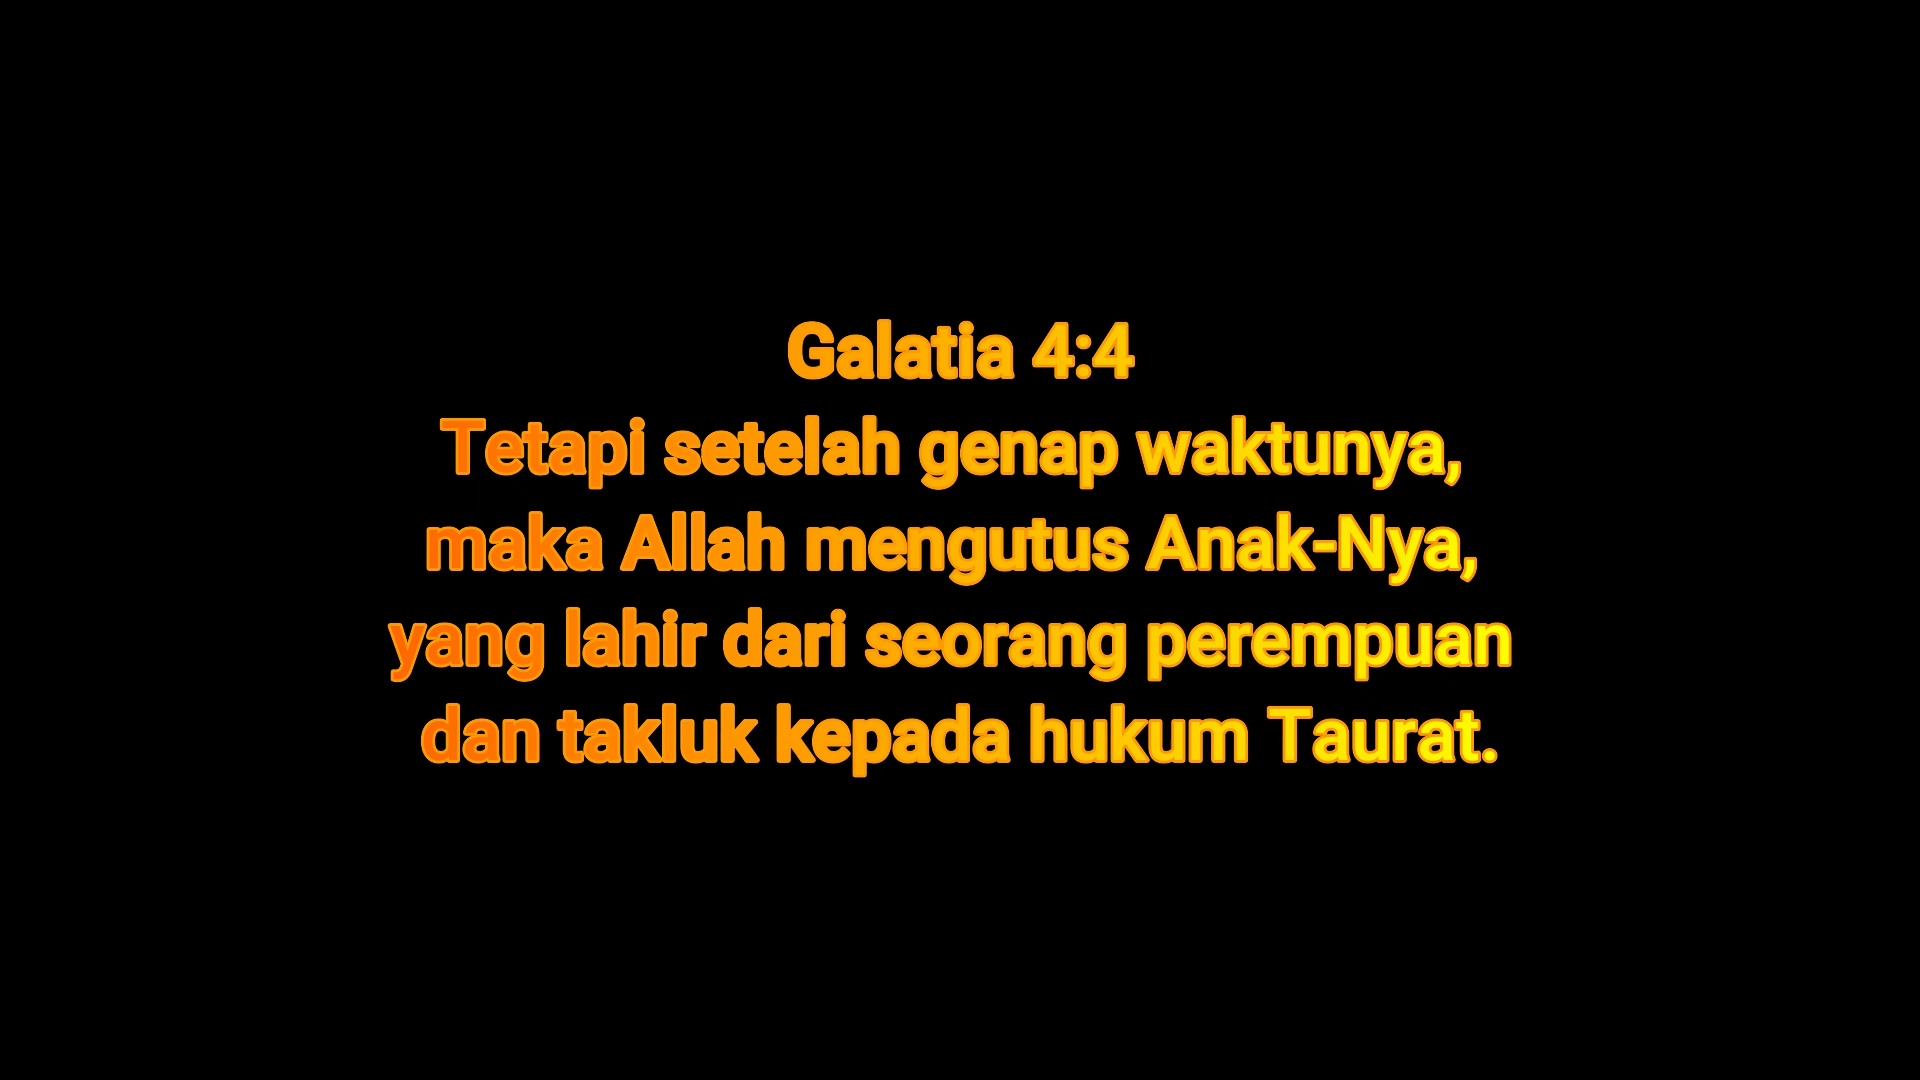 Galatia 4:4
Tetapi setelah genap waktunya,
maka Allah mengutus Anak-Nya,
yang lahir dari seorang perempuan
dan takluk kepada hukum Taurat.